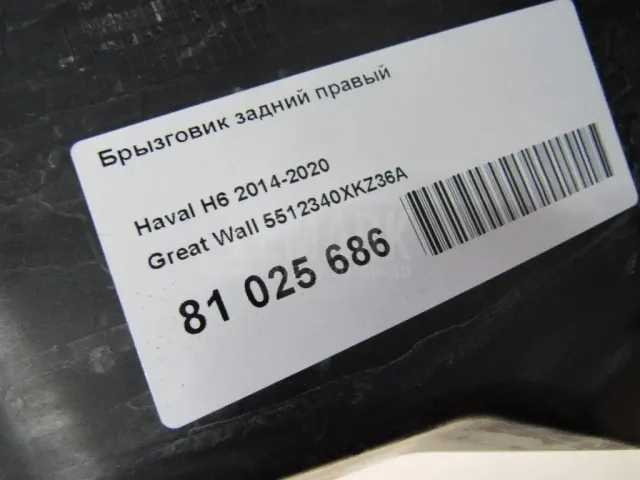 Брызговик задний правый
Haval H6 2014-2020
Great Wall 5512340XKZ36A
81 025 686